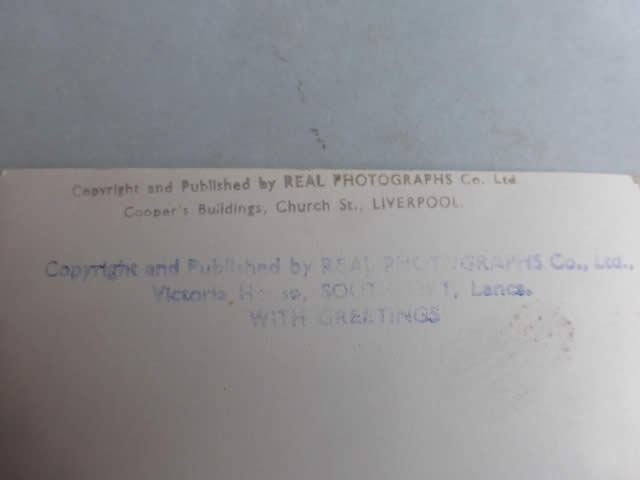 Copyright and Published by REAL PHOTOGRAPHS Co. Ltd.
Cooper's Buildings, Church St., LIVERPOOL.
Copyright and Published by REAL PHOTOGRAPHS Co., Ltd.,
Victoria Lancs.
WITH GREETINGS